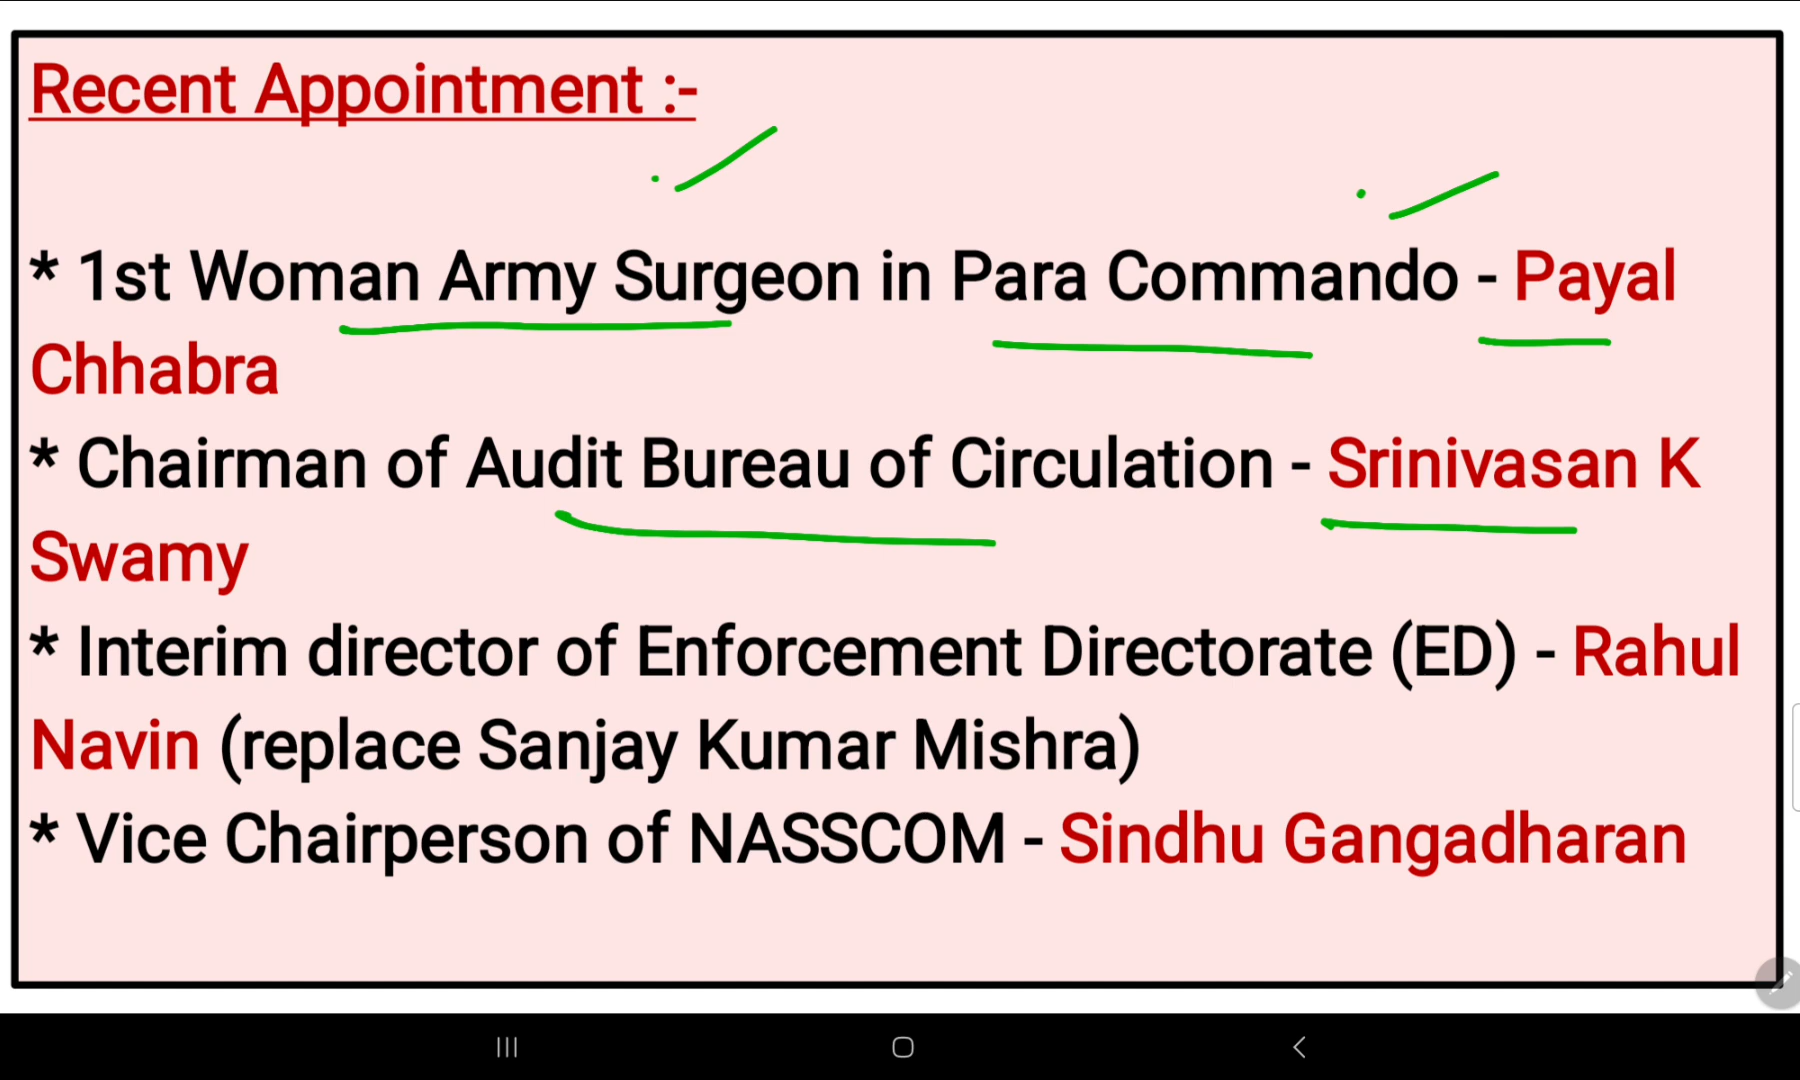 Recent Appointment :-
* 1st Woman Army Surgeon in Para Commando - Payal
Chhabra
* Chairman of Audit Bureau of Circulation - Srinivasan K
Swamy
* Interim director of Enforcement Directorate (ED) - Rahul
Navin (replace Sanjay Kumar Mishra)
* Vice Chairperson of NASSCOM - Sindhu Gangadharan